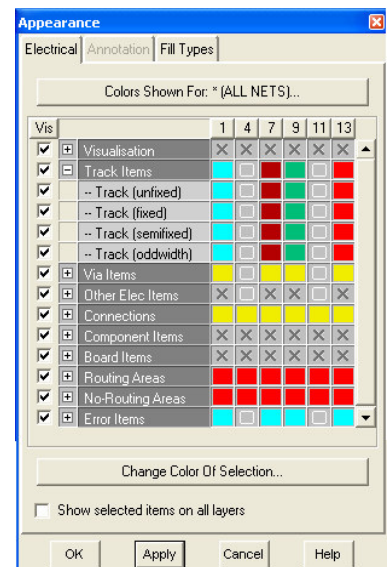 Appearance
Electrical Annotation Fill Types
Colors Shown For: * (ALL NETS)...
Vis 1 4 7 9 11 13
Visualisation
Track Items
-- Track (unfixed)
-- Track (fixed)
-- Track (semifixed)
-- Track (oddwidth)
Via Items
Other Elec Items
Connections
Component Items
Board Items
Routing Areas
No-Routing Areas
Error Items
Change Color Of Selection...
Show selected items on all layers
OK Apply Cancel Help